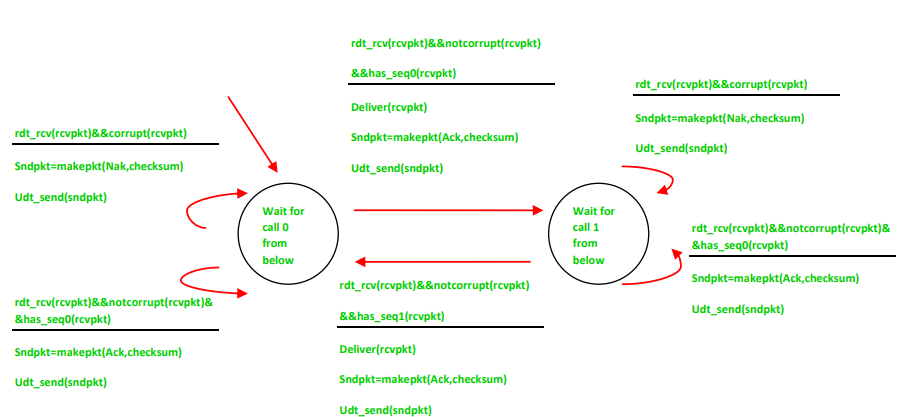 rdt_rcv(rcvpkt)&&notcorrupt(rcvpkt)
&&has_seq0(rcvpkt)
Deliver(rcvpkt)
Sndpkt=makepkt(Ack,checksum)
Udt_send(sndpkt)
rdt_rcv(rcvpkt)&&corrupt(rcvpkt)
Sndpkt=makepkt(Nak,checksum)
Udt_send(sndpkt)
rdt_rcv(rcvpkt)&&corrupt(rcvpkt)
Sndpkt=makepkt(Nak,checksum)
Udt_send(sndpkt)
Wait for
call 0
from
below
Wait for
call 1
from
below
rdt_rcv(rcvpkt)&&notcorrupt(rcvpkt)&
&has_seq0(rcvpkt)
Sndpkt=makepkt(Ack,checksum)
Udt_send(sndpkt)
rdt_rcv(rcvpkt)&&notcorrupt(rcvpkt)&
&has_seq0(rcvpkt)
Sndpkt=makepkt(Ack,checksum)
Udt_send(sndpkt)
rdt_rcv(rcvpkt)&&notcorrupt(rcvpkt)
&&has_seq1(rcvpkt)
Deliver(rcvpkt)
Sndpkt=makepkt(Ack,checksum)
Udt_send(sndpkt)